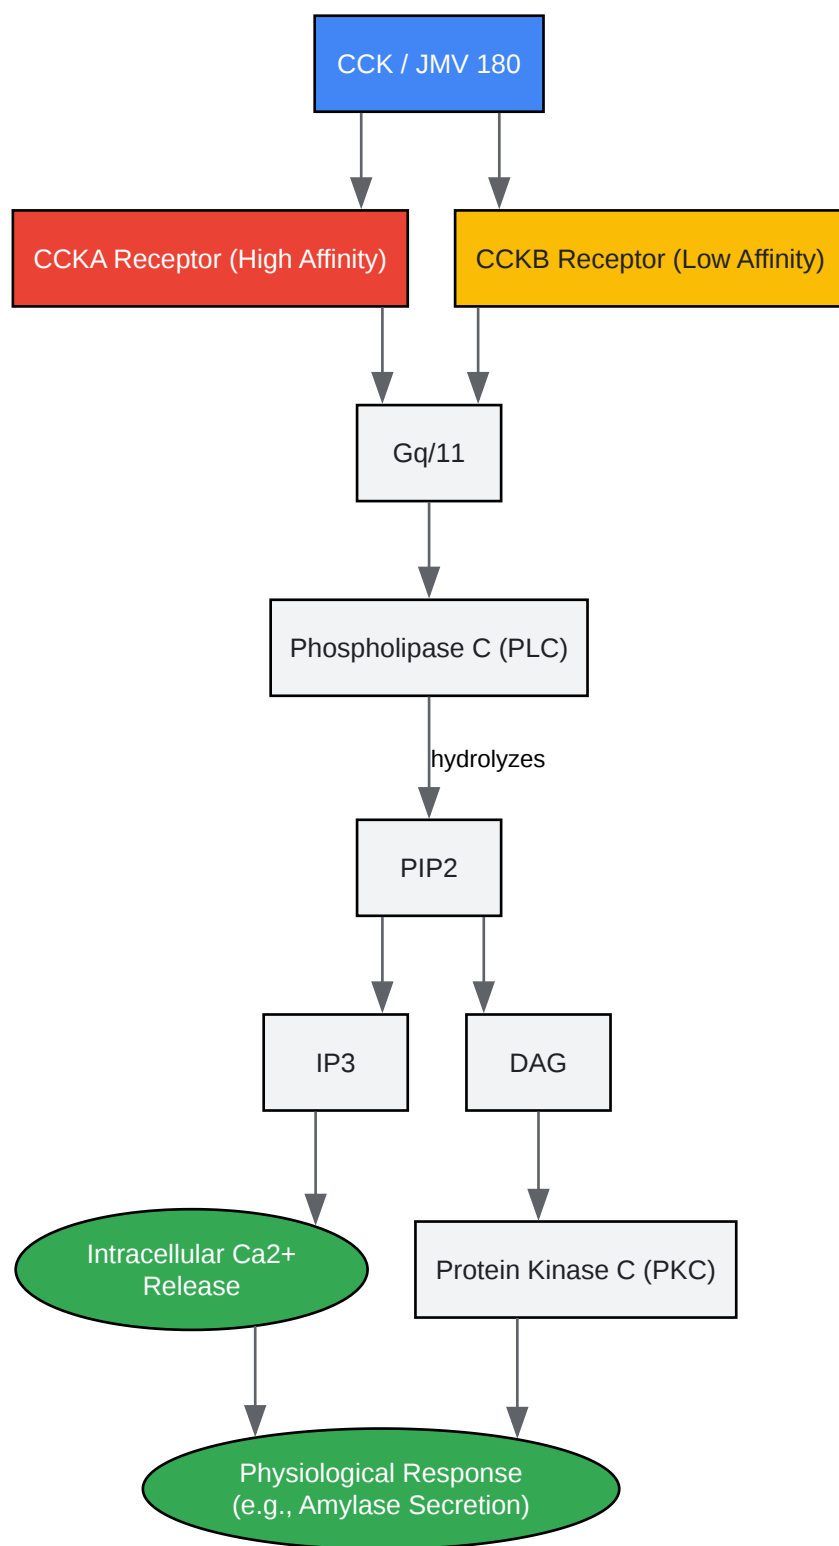 CCK / JMV 180
CCKA Receptor (High Affinity)
CCKB Receptor (Low Affinity)
Gq/11
Phospholipase C (PLC)
hydrolyzes
PIP2
IP3
DAG
Intracellular Ca2+
Release
Protein Kinase C (PKC)
Physiological Response
(e.g., Amylase Secretion)